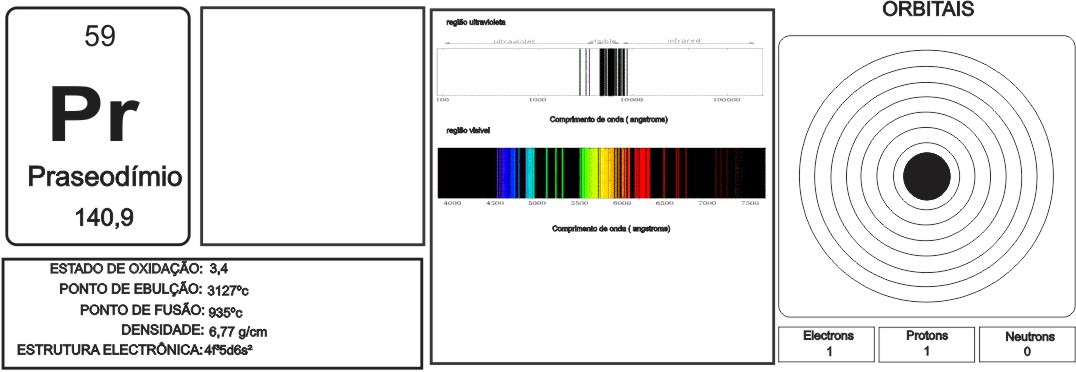 59
Pr
Praseodímio
140,9
ESTADO DE OXIDAÇÃO: 3,4
PONTO DE EBULÇÃO: 3127ºc
PONTO DE FUSÃO: 935ºc
DENSIDADE: 6,77 g/cm
ESTRUTURA ELECTRÔNICA: 4f³5d6s²
região ultravioleta
ultraviolet visible infrared
100 1000 10000 100000
Comprimento de onda ( angstroms)
região visivel
4000 4500 5000 5500 6000 6500 7000 7500
Comprimento de onda ( angstroms)
ORBITAIS
Electrons
1
Protons
1
Neutrons
0